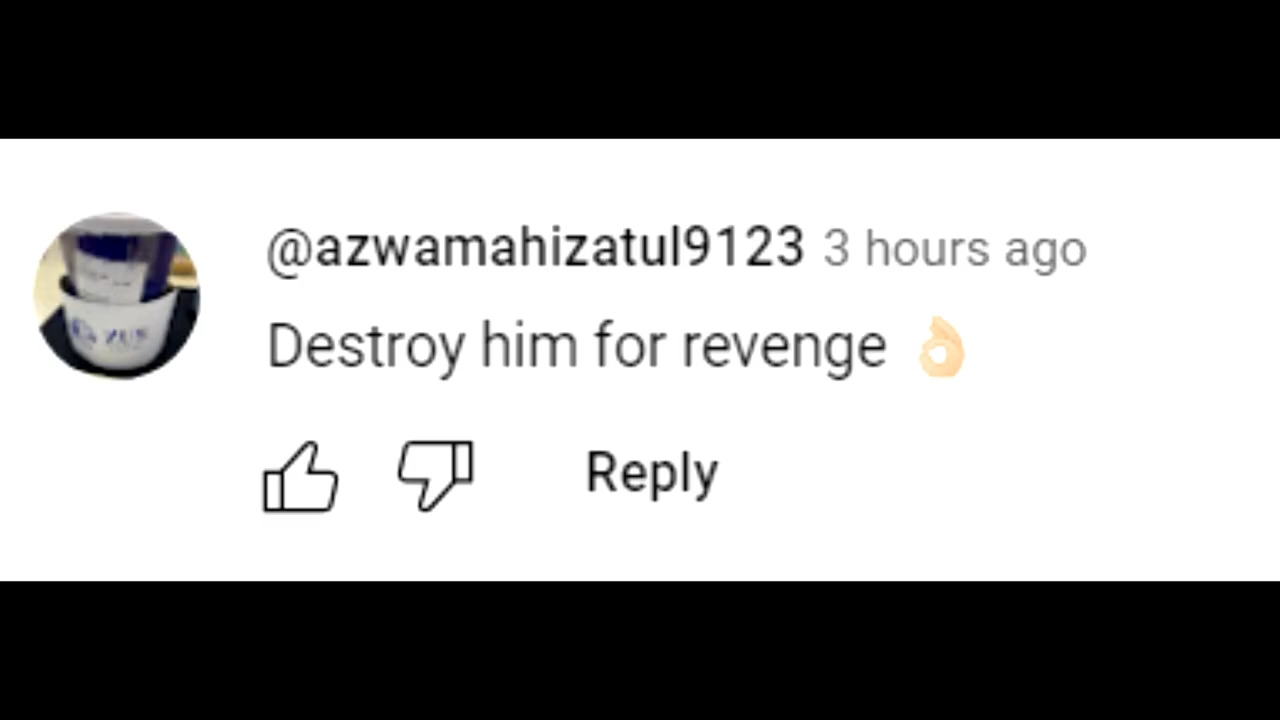 @azwamahizatul9123 3 hours ago
Destroy him for revenge 👌🏻
Reply